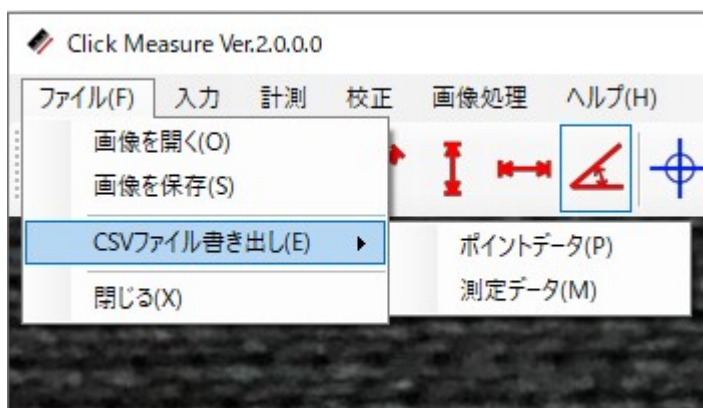 Click Measure Ver.2.0.0.0
ファイル(F) 入力 計測 校正 画像処理 ヘルプ(H)
画像を開く(O)
画像を保存(S)
CSVファイル書き出し(E)
ポイントデータ(P)
測定データ(M)
閉じる(X)